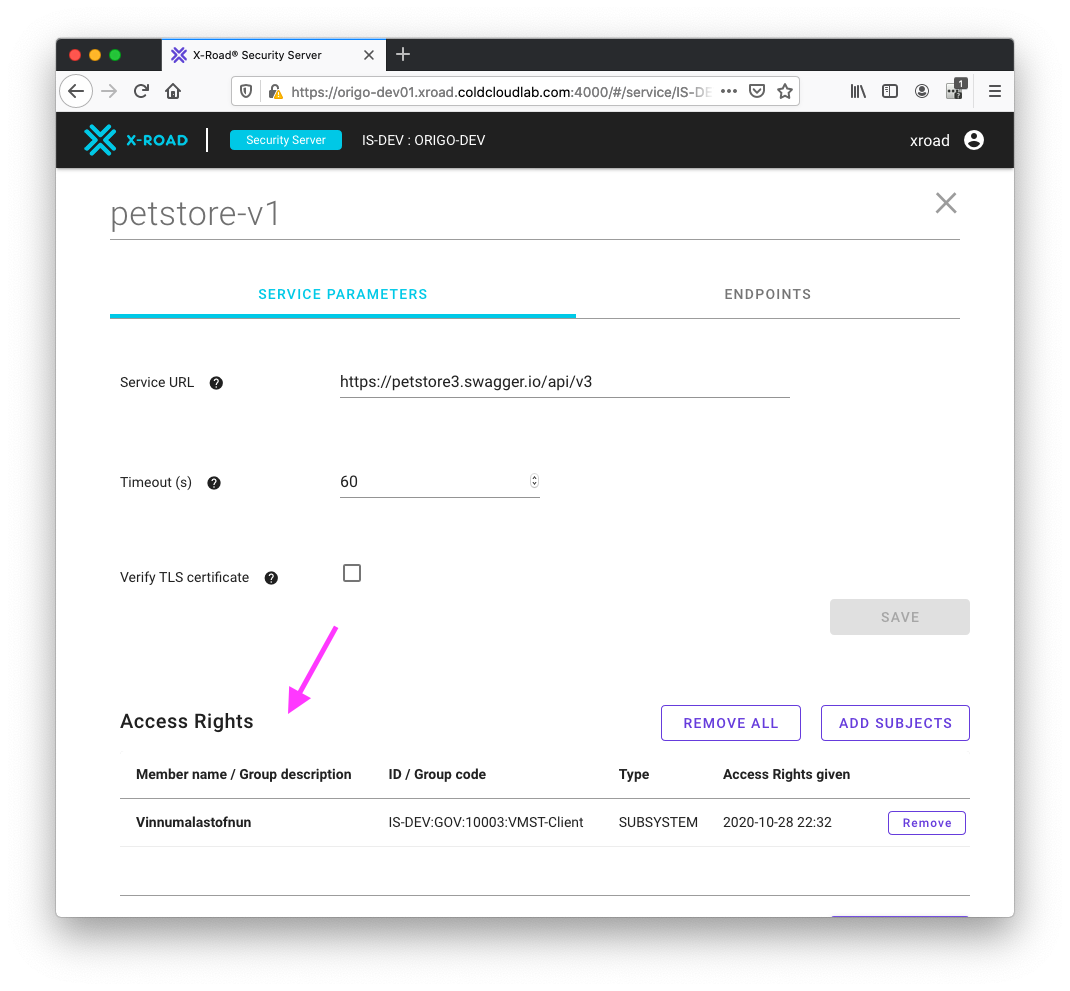 X-Road® Security Server
https://origo-dev01.xroad.coldcloudlab.com:4000/#/service/IS-DE
1
X-ROAD Security Server IS-DEV : ORIGO-DEV xroad
petstore-v1
SERVICE PARAMETERS ENDPOINTS
Service URL ? https://petstore3.swagger.io/api/v3
Timeout (s) ? 60
Verify TLS certificate ?
SAVE
Access Rights REMOVE ALL ADD SUBJECTS
Member name / Group description ID / Group code Type Access Rights given
Vinnumalastofnun IS-DEV:GOV:10003:VMST-Client SUBSYSTEM 2020-10-28 22:32 Remove